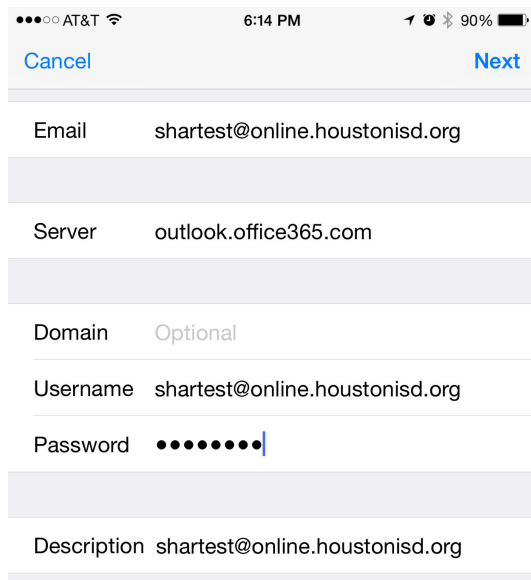 AT&T 6:14 PM 90%
Cancel Next
Email shartest@online.houstonisd.org
Server outlook.office365.com
Domain Optional
Username shartest@online.houstonisd.org
Password ••••••••
Description shartest@online.houstonisd.org